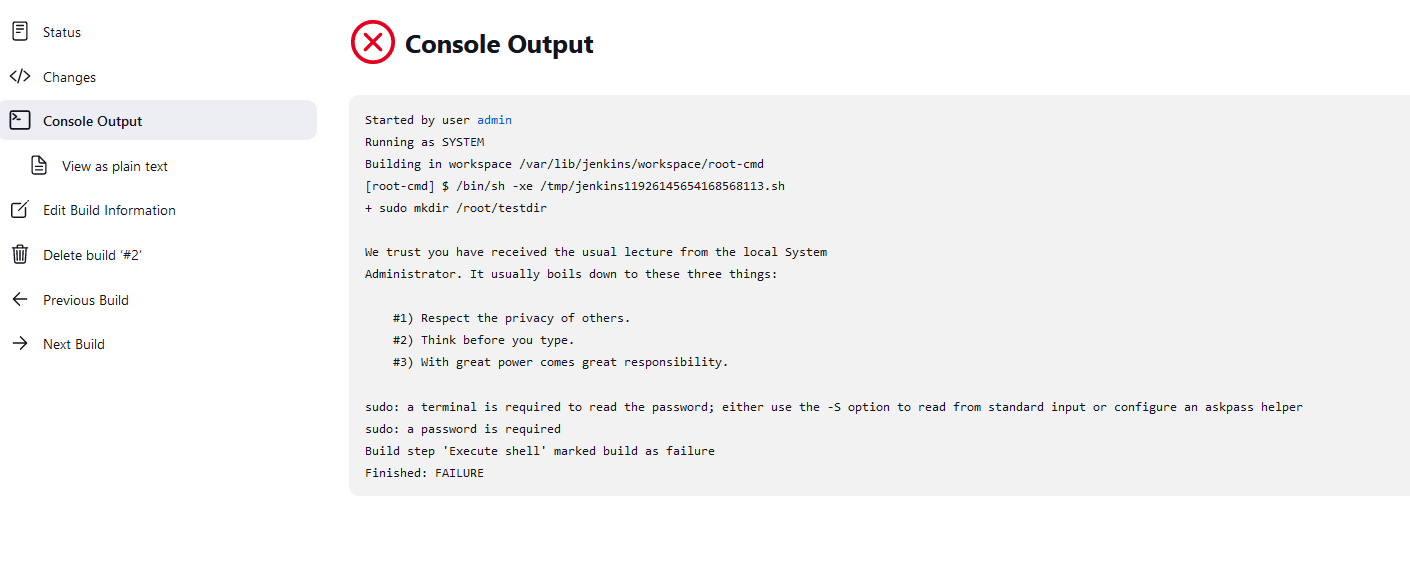 Status
Changes
Console Output
View as plain text
Edit Build Information
Delete build ‘#2’
Previous Build
Next Build
Console Output
Started by user admin
Running as SYSTEM
Building in workspace /var/lib/jenkins/workspace/root-cmd
[root-cmd] $ /bin/sh -xe /tmp/jenkins11926145654168568113.sh
+ sudo mkdir /root/testdir
We trust you have received the usual lecture from the local System
Administrator. It usually boils down to these three things:
#1) Respect the privacy of others.
#2) Think before you type.
#3) With great power comes great responsibility.
sudo: a terminal is required to read the password; either use the -S option to read from standard input or configure an askpass helper
sudo: a password is required
Build step 'Execute shell' marked build as failure
Finished: FAILURE